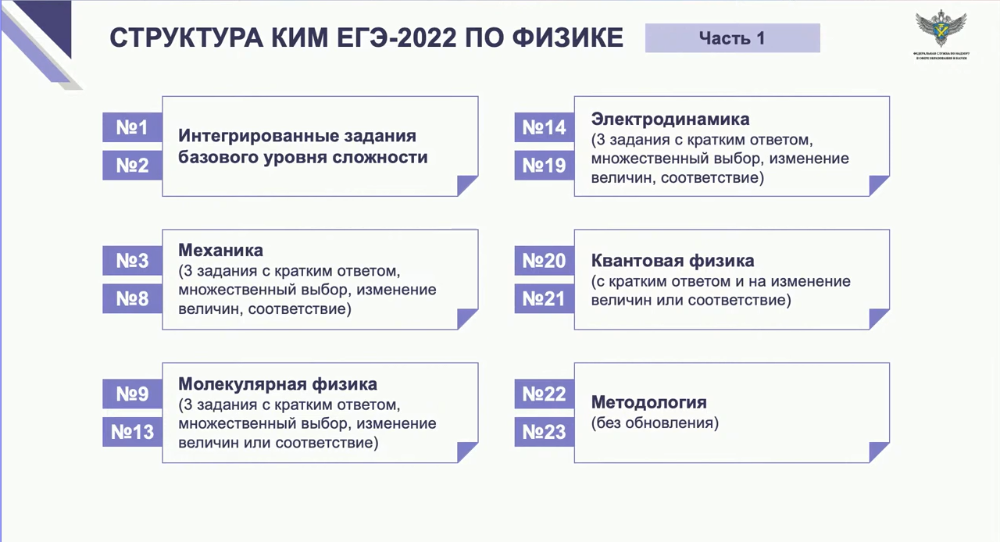 СТРУКТУРА КИМ ЕГЭ-2022 ПО ФИЗИКЕ
Часть 1
ФЕДЕРАЛЬНАЯ СЛУЖБА ПО НАДЗОРУ
В СФЕРЕ ОБРАЗОВАНИЯ И НАУКИ
№1
№2
Интегрированные задания
базового уровня сложности
№3
№8
Механика
(3 задания с кратким ответом,
множественный выбор, изменение
величин, соответствие)
№9
№13
Молекулярная физика
(3 задания с кратким ответом,
множественный выбор, изменение
величин или соответствие)
№14
№19
Электродинамика
(3 задания с кратким ответом,
множественный выбор, изменение
величин, соответствие)
№20
№21
Квантовая физика
(с кратким ответом и на изменение
величин или соответствие)
№22
№23
Методология
(без обновления)